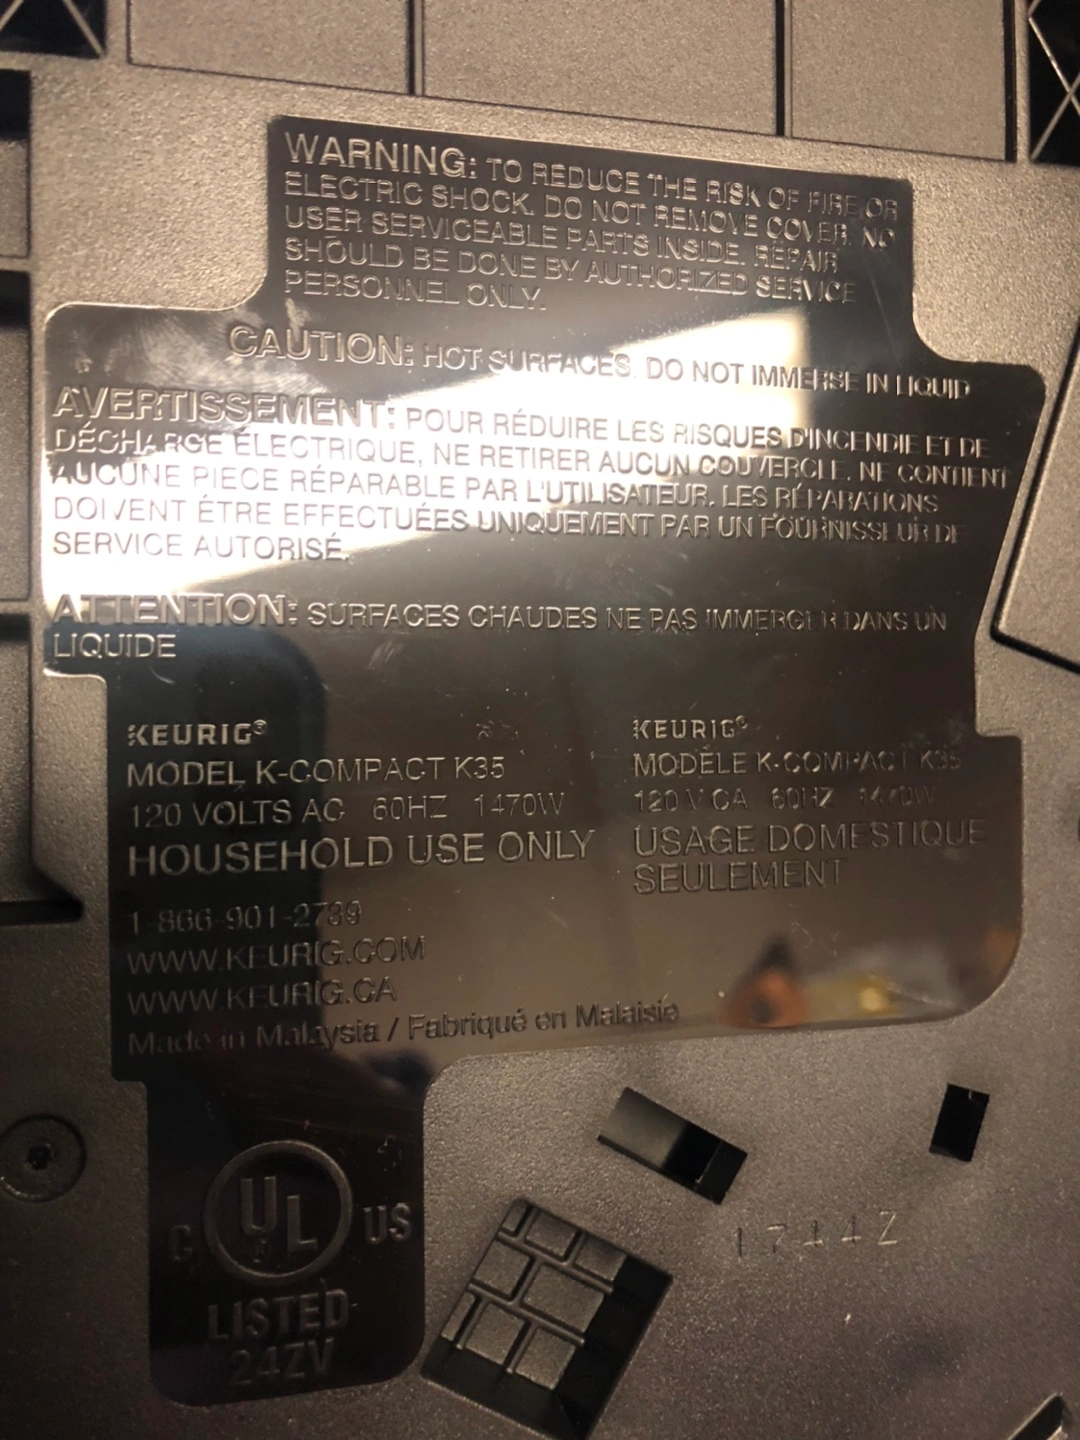 WARNING: TO REDUCE THE RISK OF FIRE OR
ELECTRIC SHOCK. DO NOT REMOVE COVER. NO
USER SERVICEABLE PARTS INSIDE. REPAIR
SHOULD BE DONE BY AUTHORIZED SERVICE
PERSONNEL ONLY.
CAUTION: HOT SURFACES. DO NOT IMMERSE IN LIQUID
AVERTISSEMENT: POUR RÉDUIRE LES RISQUES D'INCENDIE ET DE
DÉCHARGE ÉLECTRIQUE, NE RETIRER AUCUN COUVERCLE. NE CONTIENT
AUCUNE PIECE RÉPARABLE PAR L'UTILISATEUR. LES RÉPARATIONS
DOIVENT ÉTRE EFFECTUÉES UNIQUEMENT PAR UN FOURNISSEUR DE
SERVICE AUTORISÉ.
ATTENTION: SURFACES CHAUDES NE PAS IMMERGER DANS UN
LIQUIDE
KEURIG®
MODEL K-COMPACT K35
120 VOLTS AC 60HZ 1470W
HOUSEHOLD USE ONLY
1-866-901-2739
WWW.KEURIG.COM
WWW.KEURIG.CA
Made in Malaysia / Fabriqué en Malaisie
KEURIG®
MODÈLE K-COMPACT K35
120 V CA 60HZ 1470W
USAGE DOMESTIQUE
SEULEMENT
C UL® US
LISTED
24ZV
1714 4Z